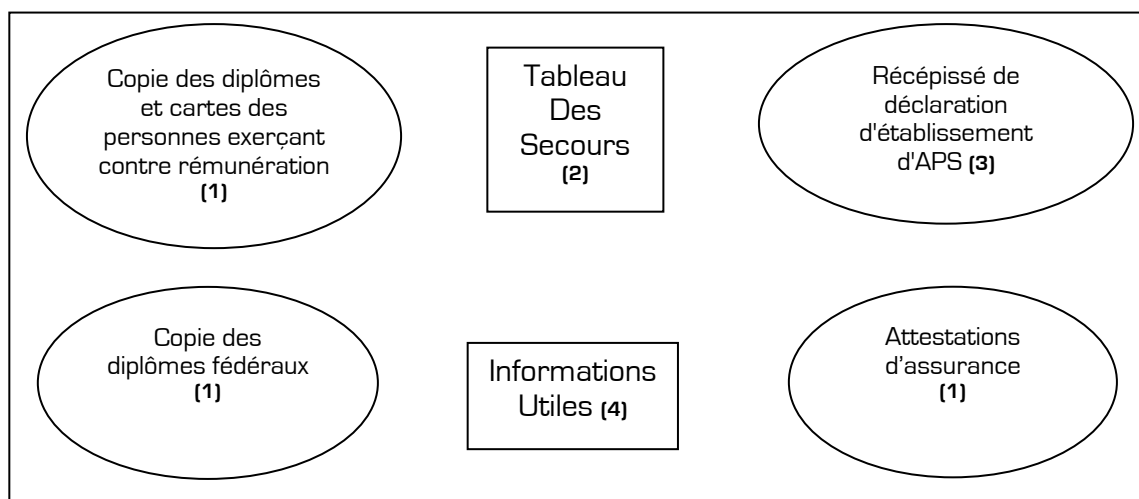 Copie des diplômes
et cartes des
personnes exerçant
contre rémunération
(1)
Tableau
Des
Secours
(2)
Récépissé de
déclaration
d'établissement
d'APS (3)
Copie des
diplômes fédéraux
(1)
Informations
Utiles (4)
Attestations
d'assurance
(1)